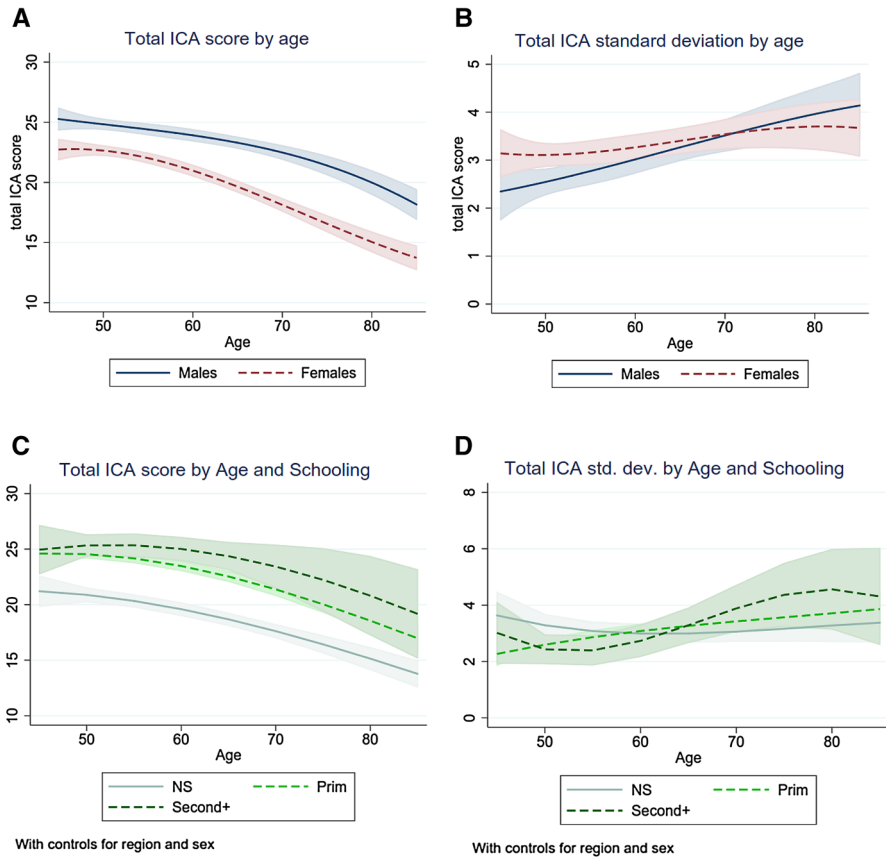 A
Total ICA score by age
total ICA score
30
25
20
15
10
50 60 70 80
Age
Males Females
B
Total ICA standard deviation by age
total ICA score
5
4
3
2
1
0
50 60 70 80
Age
Males Females
C
Total ICA score by Age and Schooling
30
25
20
15
10
50 60 70 80
Age
NS Prim
Second+
With controls for region and sex
D
Total ICA std. dev. by Age and Schooling
8
6
4
2
0
50 60 70 80
Age
NS Prim
Second+
With controls for region and sex